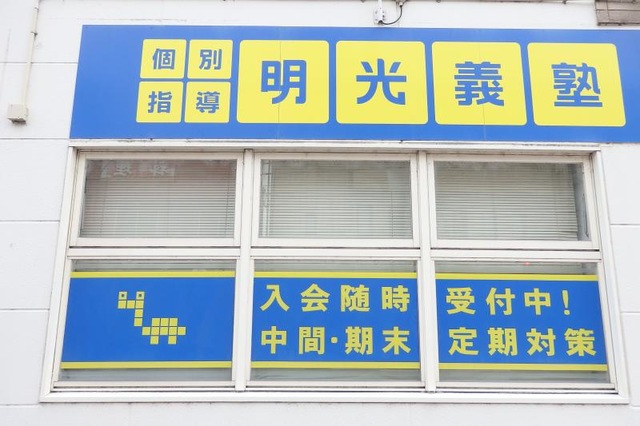 個別
指導
明光義塾
入会随時受付中!
中間・期末定期対策